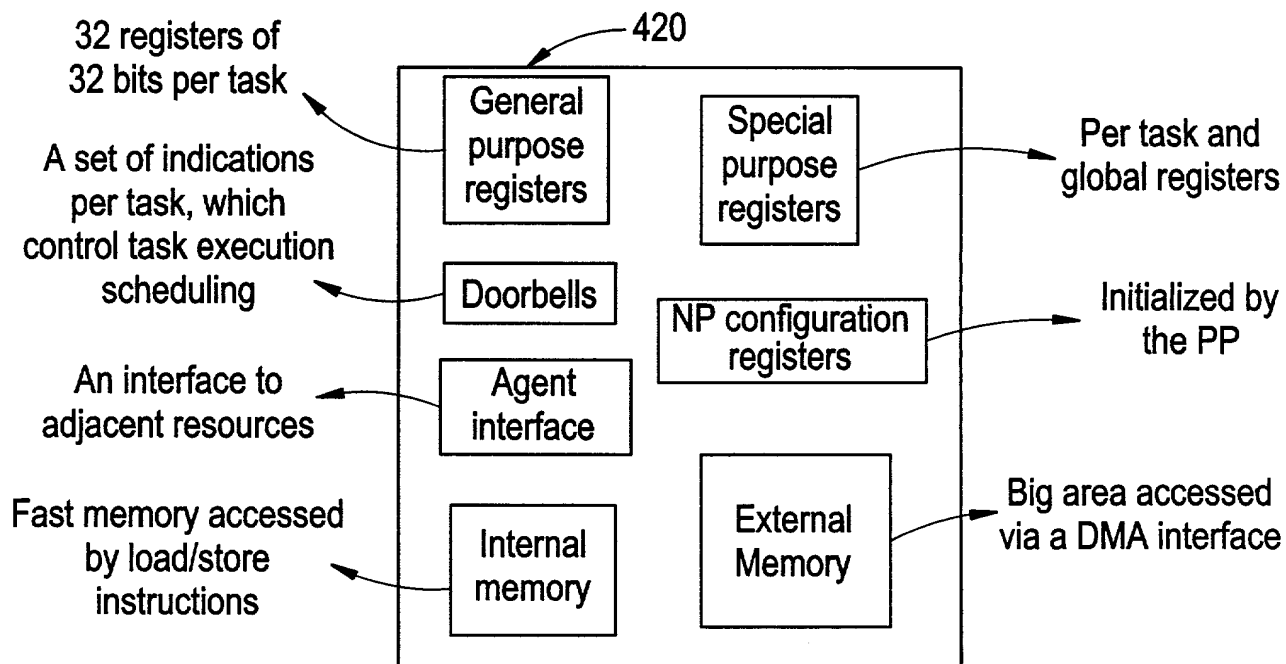 420
32 registers of
32 bits per task
General
purpose
registers
Special
purpose
registers
Per task and
global registers
A set of indications
per task, which
control task execution
scheduling
Doorbells
NP configuration
registers
Initialized by
the PP
An interface to
adjacent resources
Agent
interface
Fast memory accessed
by load/store
instructions
Internal
memory
External
Memory
Big area accessed
via a DMA interface